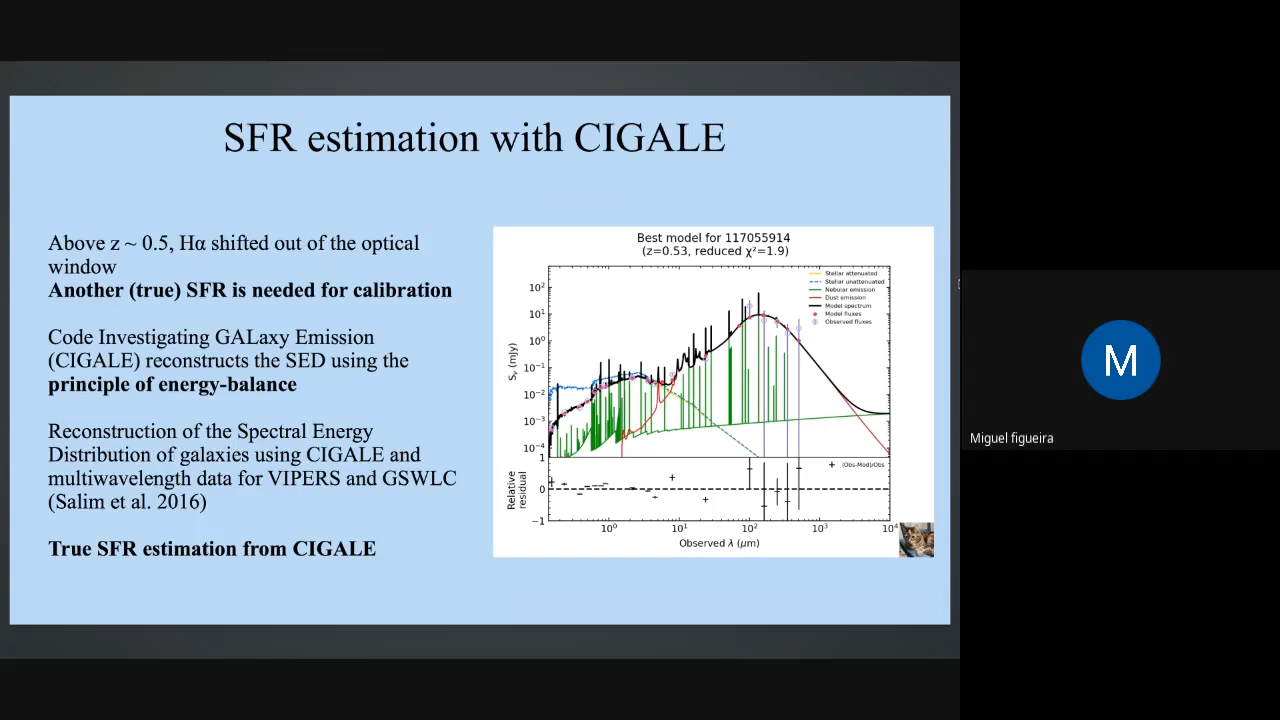 SFR estimation with CIGALE
Above z ~ 0.5, Hα shifted out of the optical
window
Another (true) SFR is needed for calibration
Code Investigating GALaxy Emission
(CIGALE) reconstructs the SED using the
principle of energy-balance
Reconstruction of the Spectral Energy
Distribution of galaxies using CIGALE and
multiwavelength data for VIPERS and GSWLC
(Salim et al. 2016)
True SFR estimation from CIGALE
Best model for 117055914
(z=0.53, reduced χ²=1.9)
Stellar attenuated
Stellar unattenuated
Nebular emission
Dust emission
Model spectrum
Model fluxes
Observed fluxes
10²
10¹
10⁰
10⁻¹
10⁻²
10⁻³
10⁻⁴
Sᵥ (mJy)
1
0
−1
Relative
residual
(Obs-Mod)/Obs
10⁰ 10¹ 10² 10³ 10⁴
Observed λ (μm)
M
Miguel figueira